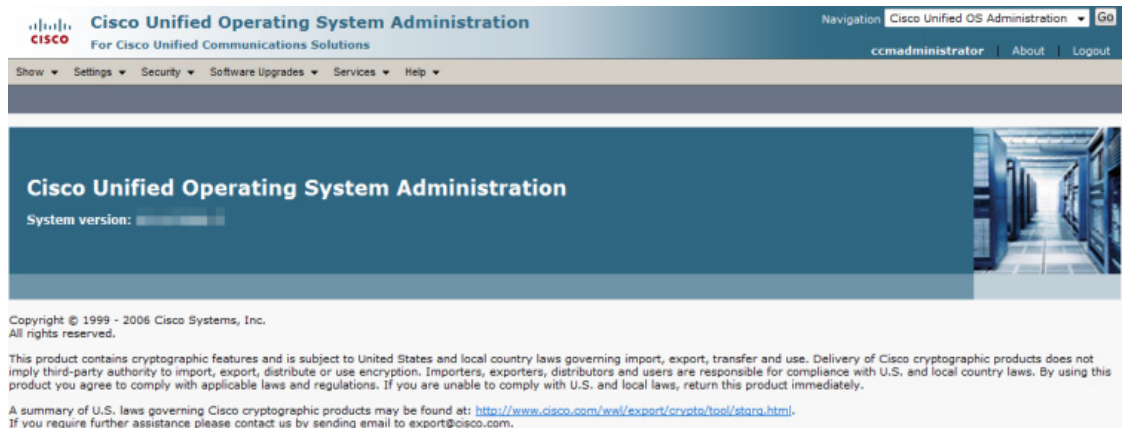 CISCO
Cisco Unified Operating System Administration
For Cisco Unified Communications Solutions
Navigation Cisco Unified OS Administration Go
ccmadministrator | About | Logout
Show Settings Security Software Upgrades Services Help
Cisco Unified Operating System Administration
System version:
Copyright © 1999 - 2006 Cisco Systems, Inc.
All rights reserved.
This product contains cryptographic features and is subject to United States and local country laws governing import, export, transfer and use. Delivery of Cisco cryptographic products does not
imply third-party authority to import, export, distribute or use encryption. Importers, exporters, distributors and users are responsible for compliance with U.S. and local country laws. By using this
product you agree to comply with applicable laws and regulations. If you are unable to comply with U.S. and local laws, return this product immediately.
A summary of U.S. laws governing Cisco cryptographic products may be found at: http://www.cisco.com/wwl/export/crypto/tool/stqrg.html.
If you require further assistance please contact us by sending email to export@cisco.com.